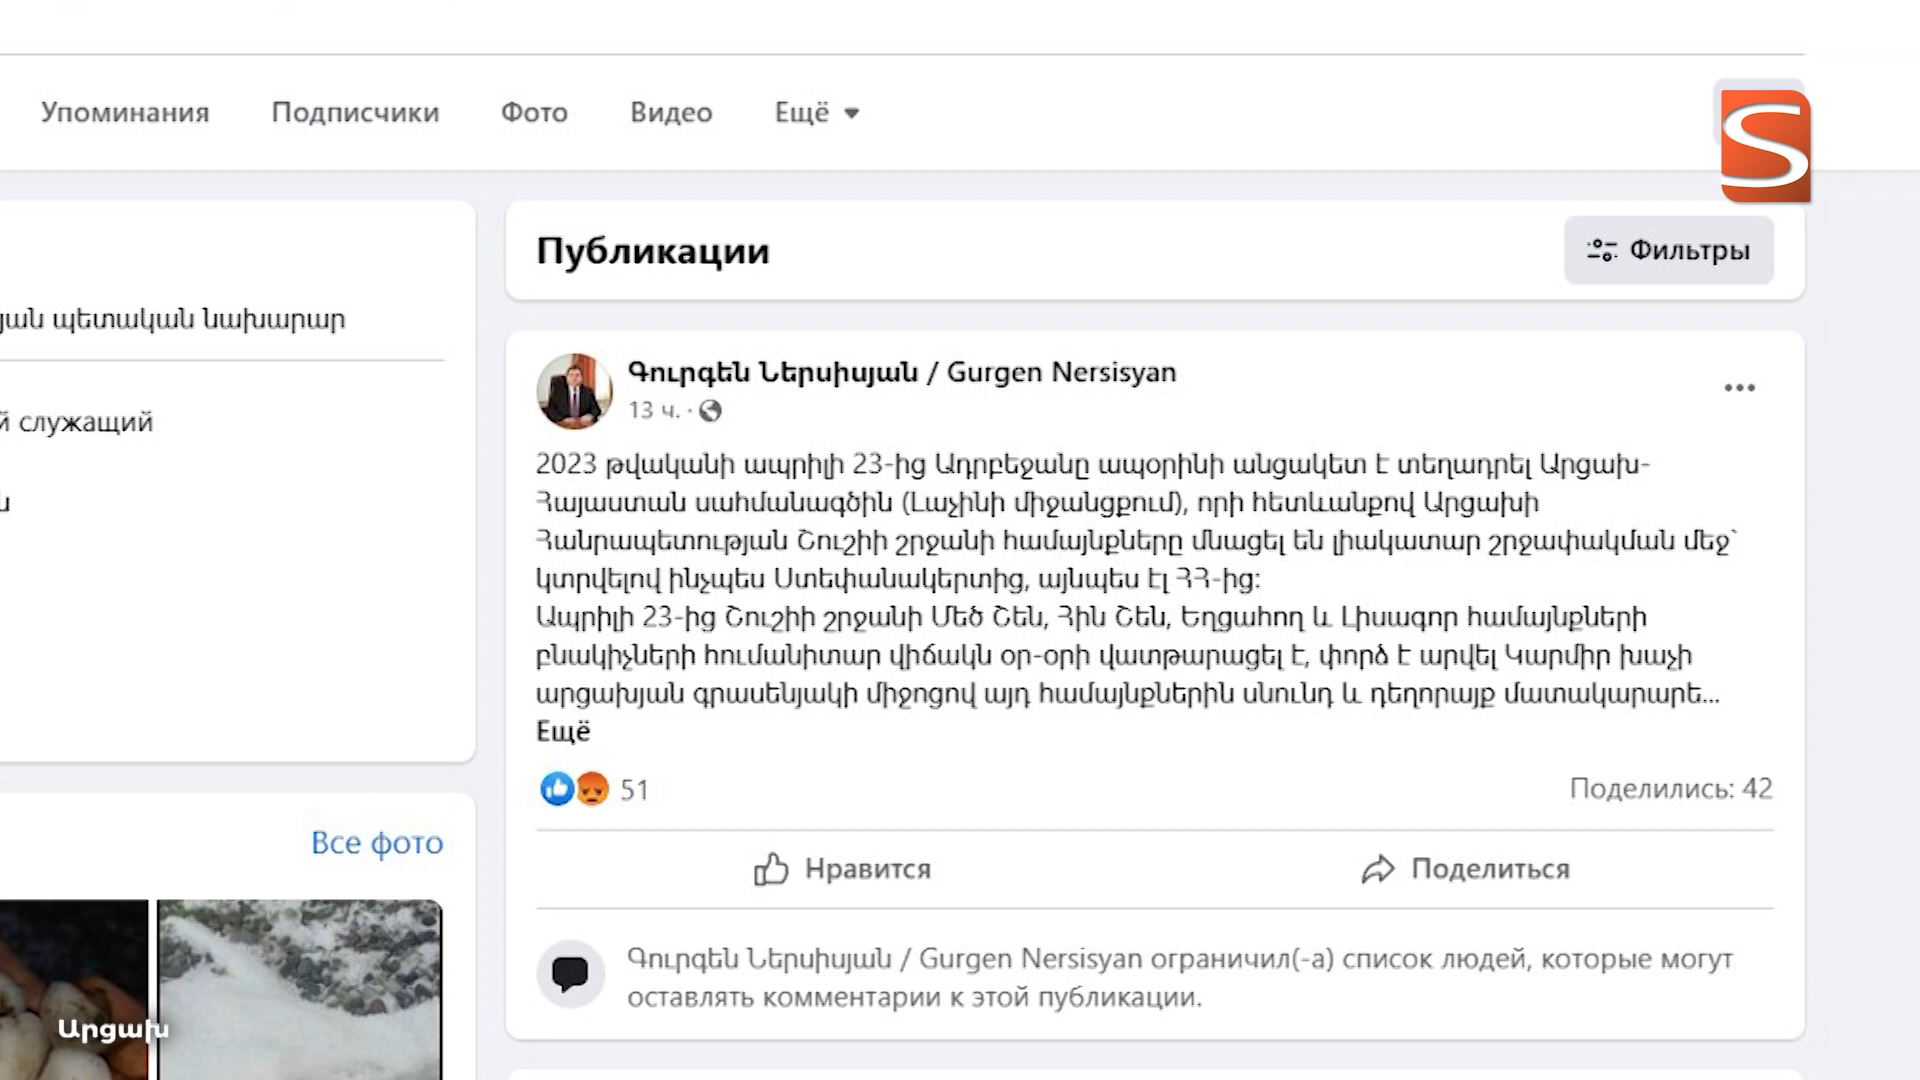 Упоминания Подписчики Фото Видео Ещё
S
Публикации
Фильтры
պետական նախարար
служащий
Все фото
Արցախ
Գուրգեն Ներսիսյան / Gurgen Nersisyan
13 ч. ·
2023 թվականի ապրիլի 23-ից Ադրբեջանը ապօրինի անցակետ է տեղադրել Արցախ-
Հայաստան սահմանագծին (Լաչինի միջանցքում), որի հետևանքով Արցախի
Հանրապետության Շուշիի շրջանի համայնքները մնացել են լիակատար շրջափակման մեջ՝
կտրվելով ինչպես Ստեփանակերտից, այնպես էլ ՀՀ-ից:
Ապրիլի 23-ից Շուշիի շրջանի Մեծ Շեն, Հին Շեն, Եղցահող և Լիսագոր համայնքների
բնակիչների հումանիտար վիճակն օր-օրի վատթարացել է, փորձ է արվել Կարմիր խաչի
արցախյան գրասենյակի միջոցով այդ համայնքներին սնունդ և դեղորայք մատակարարե...
Ещё
51
Поделились: 42
Нравится
Поделиться
Գուրգեն Ներսիսյան / Gurgen Nersisyan ограничил(-а) список людей, которые могут
оставлять комментарии к этой публикации.